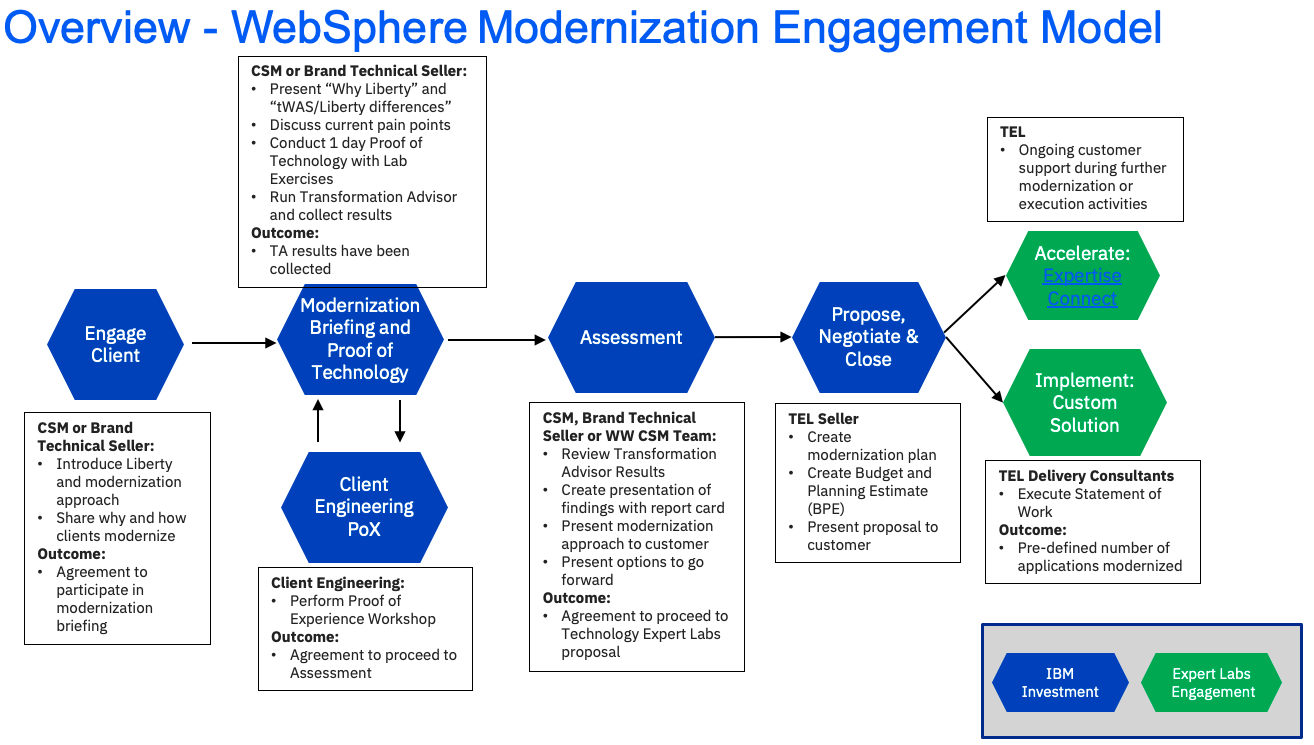 Overview - WebSphere Modernization Engagement Model
CSM or Brand Technical Seller:
• Present “Why Liberty” and
“tWAS/Liberty differences”
• Discuss current pain points
• Conduct 1 day Proof of
Technology with Lab
Exercises
• Run Transformation Advisor
and collect results
Outcome:
• TA results have been
collected
Engage
Client
CSM or Brand
Technical Seller:
• Introduce Liberty
and modernization
approach
• Share why and how
clients modernize
Outcome:
• Agreement to
participate in
modernization
briefing
Modernization
Briefing and
Proof of
Technology
Client
Engineering
PoX
Client Engineering:
• Perform Proof of
Experience Workshop
Outcome:
• Agreement to proceed to
Assessment
Assessment
CSM, Brand Technical
Seller or WW CSM Team:
• Review Transformation
Advisor Results
• Create presentation of
findings with report card
• Present modernization
approach to customer
• Present options to go
forward
Outcome:
• Agreement to proceed to
Technology Expert Labs
proposal
Propose,
Negotiate &
Close
TEL Seller
• Create
modernization plan
• Create Budget and
Planning Estimate
(BPE)
• Present proposal to
customer
TEL
• Ongoing customer
support during further
modernization or
execution activities
Accelerate:
Expertise
Connect
Implement:
Custom
Solution
TEL Delivery Consultants
• Execute Statement of
Work
Outcome:
• Pre-defined number of
applications modernized
IBM
Investment
Expert Labs
Engagement